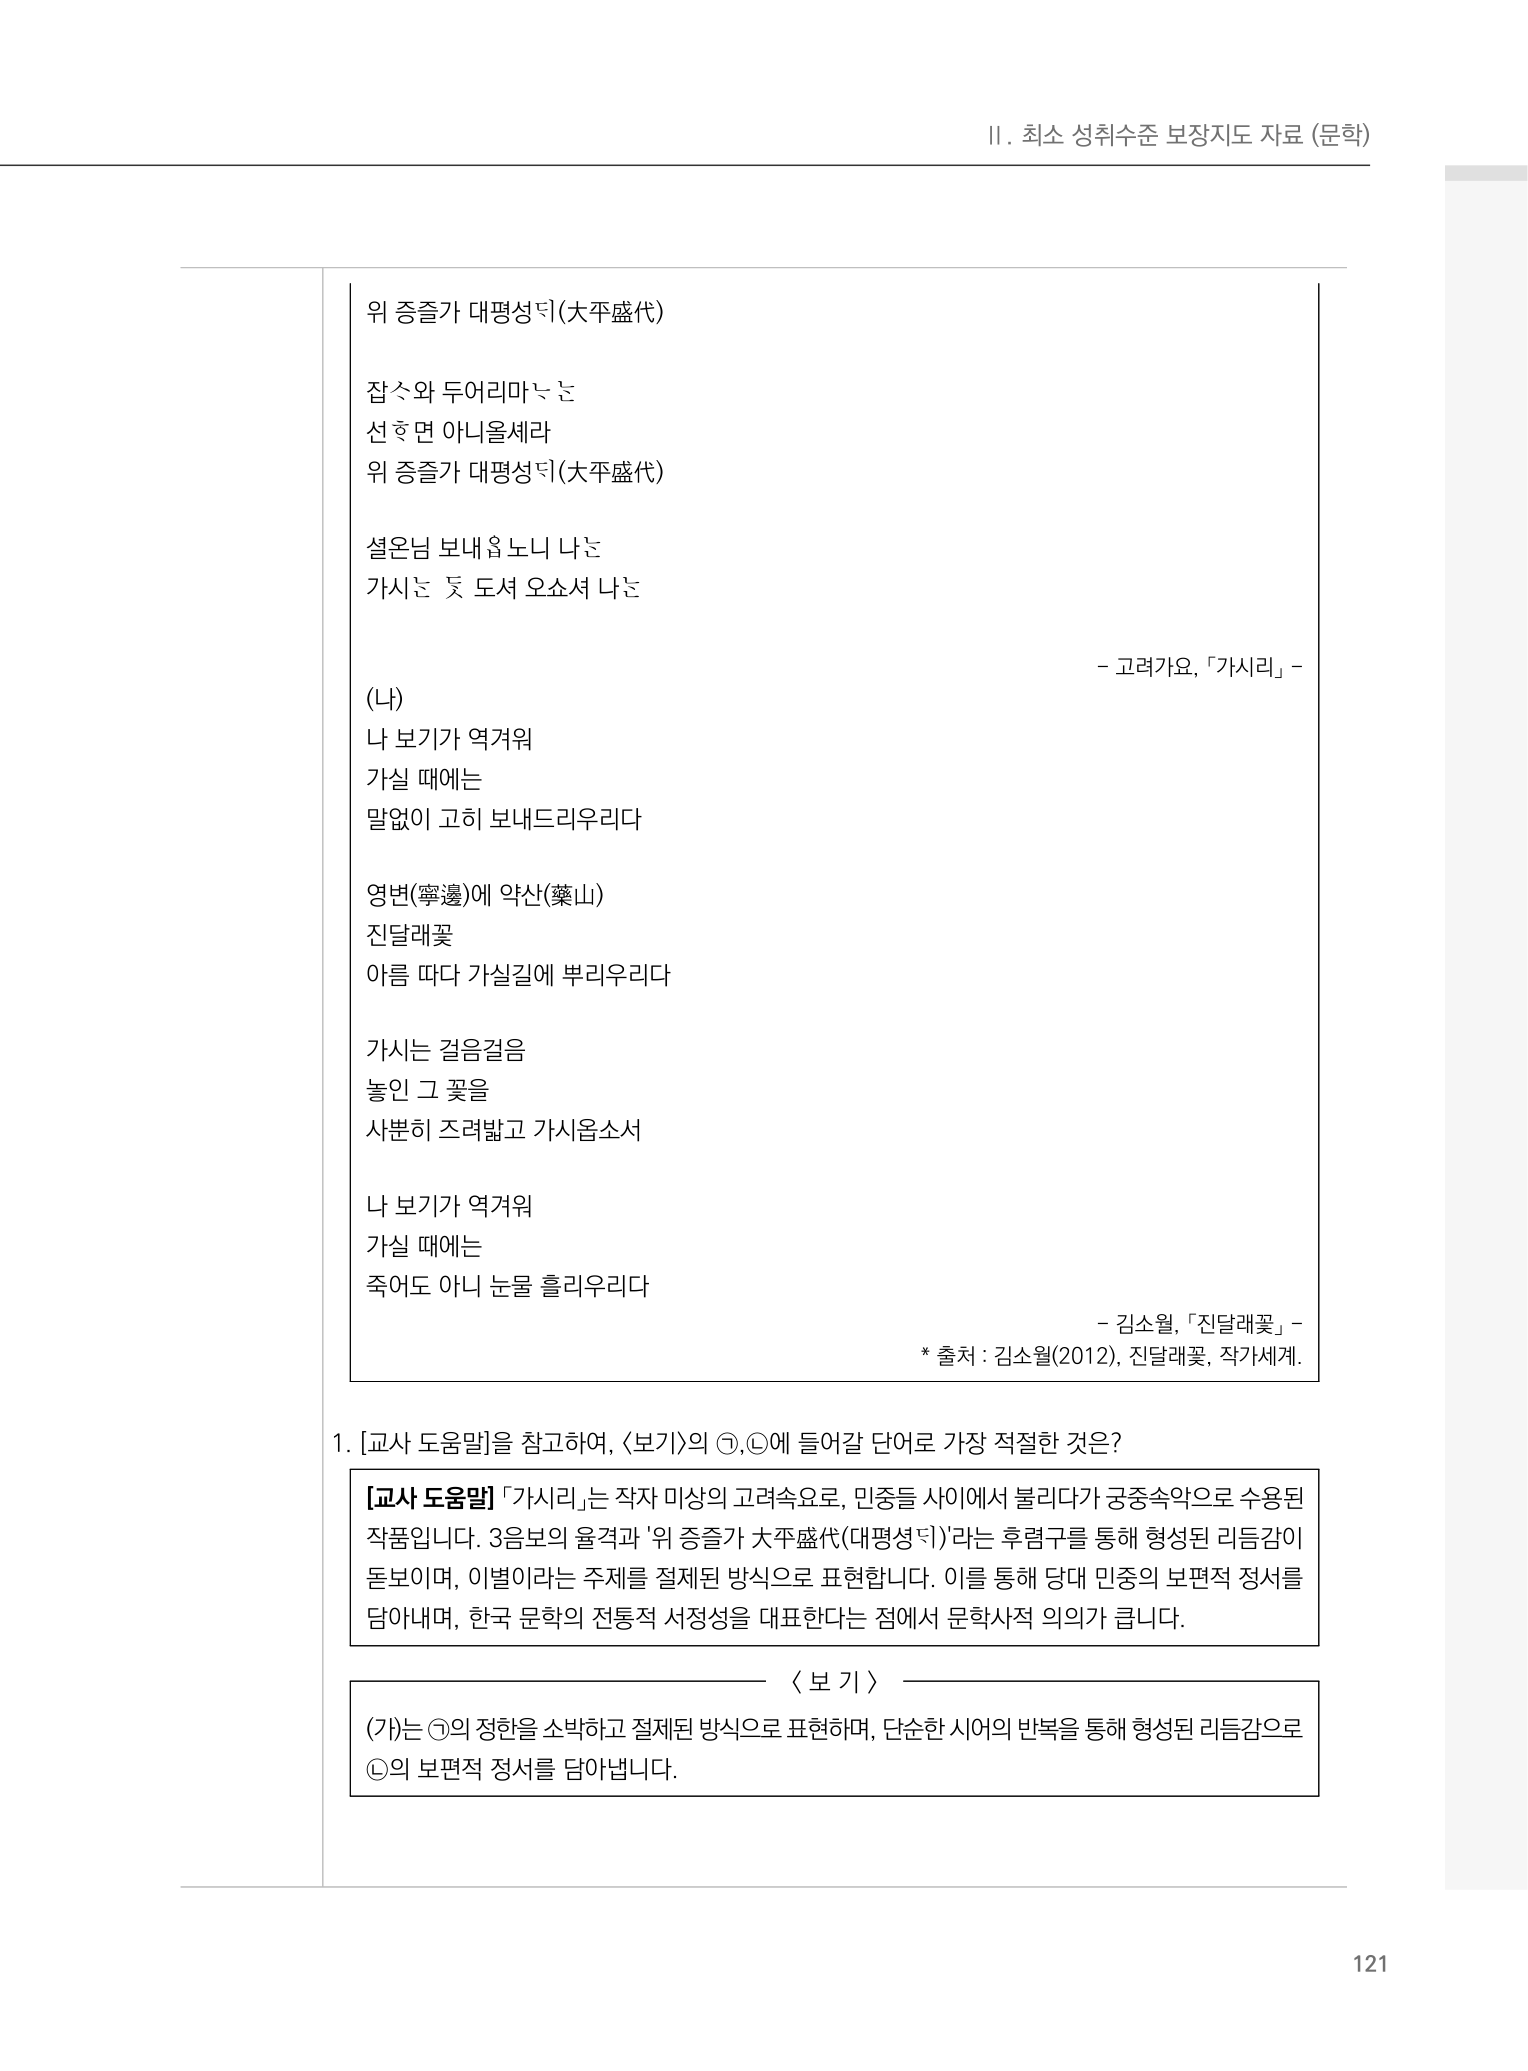 Ⅱ. 최소 성취수준 보장지도 자료 (문학)
위 증즐가 대평성ᄃᆡ(大平盛代)
잡ᄉᆞ와 두어리마ᄂᆞᄂᆞᆫ
선ᄒᆞ면 아니올셰라
위 증즐가 대평성ᄃᆡ(大平盛代)
셜온님 보내ᄋᆞᆸ노니 나ᄂᆞᆫ
가시ᄂᆞᆫ ᄃᆞᆺ 도셔 오쇼셔 나ᄂᆞᆫ
– 고려가요, 「가시리」 –
(나)
나 보기가 역겨워
가실 때에는
말없이 고히 보내드리우리다
영변(寧邊)에 약산(藥山)
진달래꽃
아름 따다 가실길에 뿌리우리다
가시는 걸음걸음
놓인 그 꽃을
사뿐히 즈려밟고 가시옵소서
나 보기가 역겨워
가실 때에는
죽어도 아니 눈물 흘리우리다
– 김소월, 「진달래꽃」 –
* 출처 : 김소월(2012), 진달래꽃, 작가세계.
1. [교사 도움말]을 참고하여, 〈보기〉의 ㉠,㉡에 들어갈 단어로 가장 적절한 것은?
[교사 도움말] 「가시리」는 작자 미상의 고려속요로, 민중들 사이에서 불리다가 궁중속악으로 수용된
작품입니다. 3음보의 율격과 '위 증즐가 大平盛代(대평셩ᄃᆡ)'라는 후렴구를 통해 형성된 리듬감이
돋보이며, 이별이라는 주제를 절제된 방식으로 표현합니다. 이를 통해 당대 민중의 보편적 정서를
담아내며, 한국 문학의 전통적 서정성을 대표한다는 점에서 문학사적 의의가 큽니다.
〈 보 기 〉
(가)는 ㉠의 정한을 소박하고 절제된 방식으로 표현하며, 단순한 시어의 반복을 통해 형성된 리듬감으로
㉡의 보편적 정서를 담아냅니다.
121